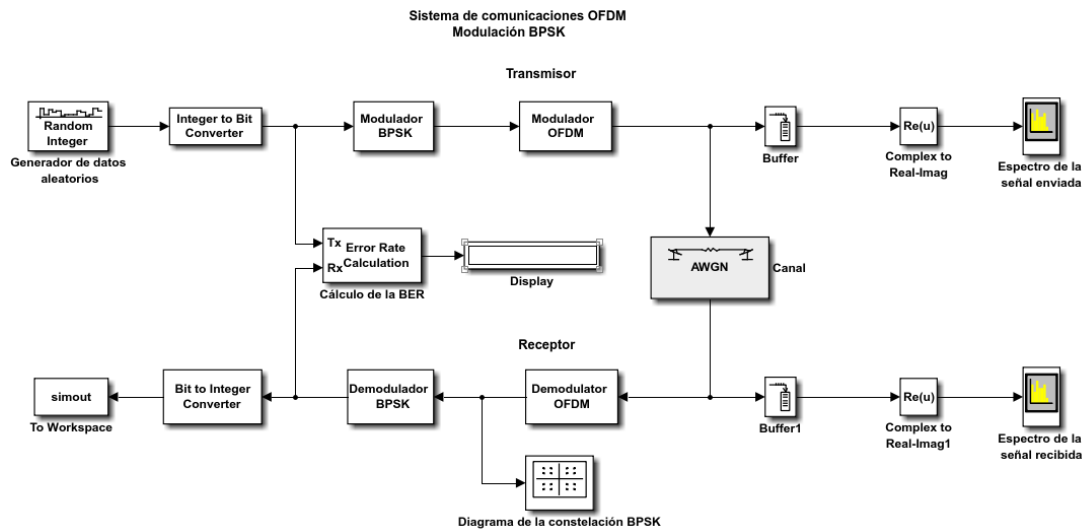 Sistema de comunicaciones OFDM
Modulación BPSK
Transmisor
Random
Integer
Generador de datos
aleatorios
Integer to Bit
Converter
Modulador
BPSK
Modulador
OFDM
Buffer
Re(u)
Complex to
Real-Imag
Espectro de la
señal enviada
Tx
Rx
Error Rate
Calculation
Cálculo de la BER
Display
AWGN
Canal
Receptor
simout
To Workspace
Bit to Integer
Converter
Demodulador
BPSK
Demodulator
OFDM
Buffer1
Re(u)
Complex to
Real-Imag1
Espectro de la
señal recibida
Diagrama de la constelación BPSK